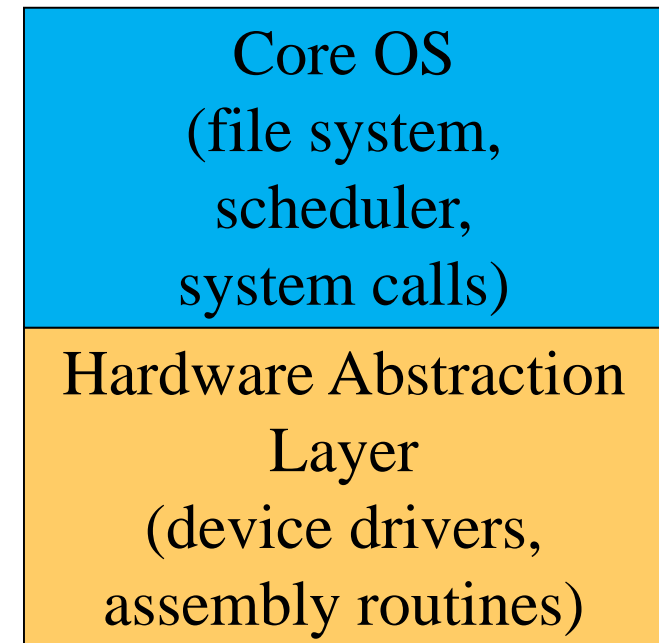 Core OS
(file system,
scheduler,
system calls)
Hardware Abstraction
Layer
(device drivers,
assembly routines)